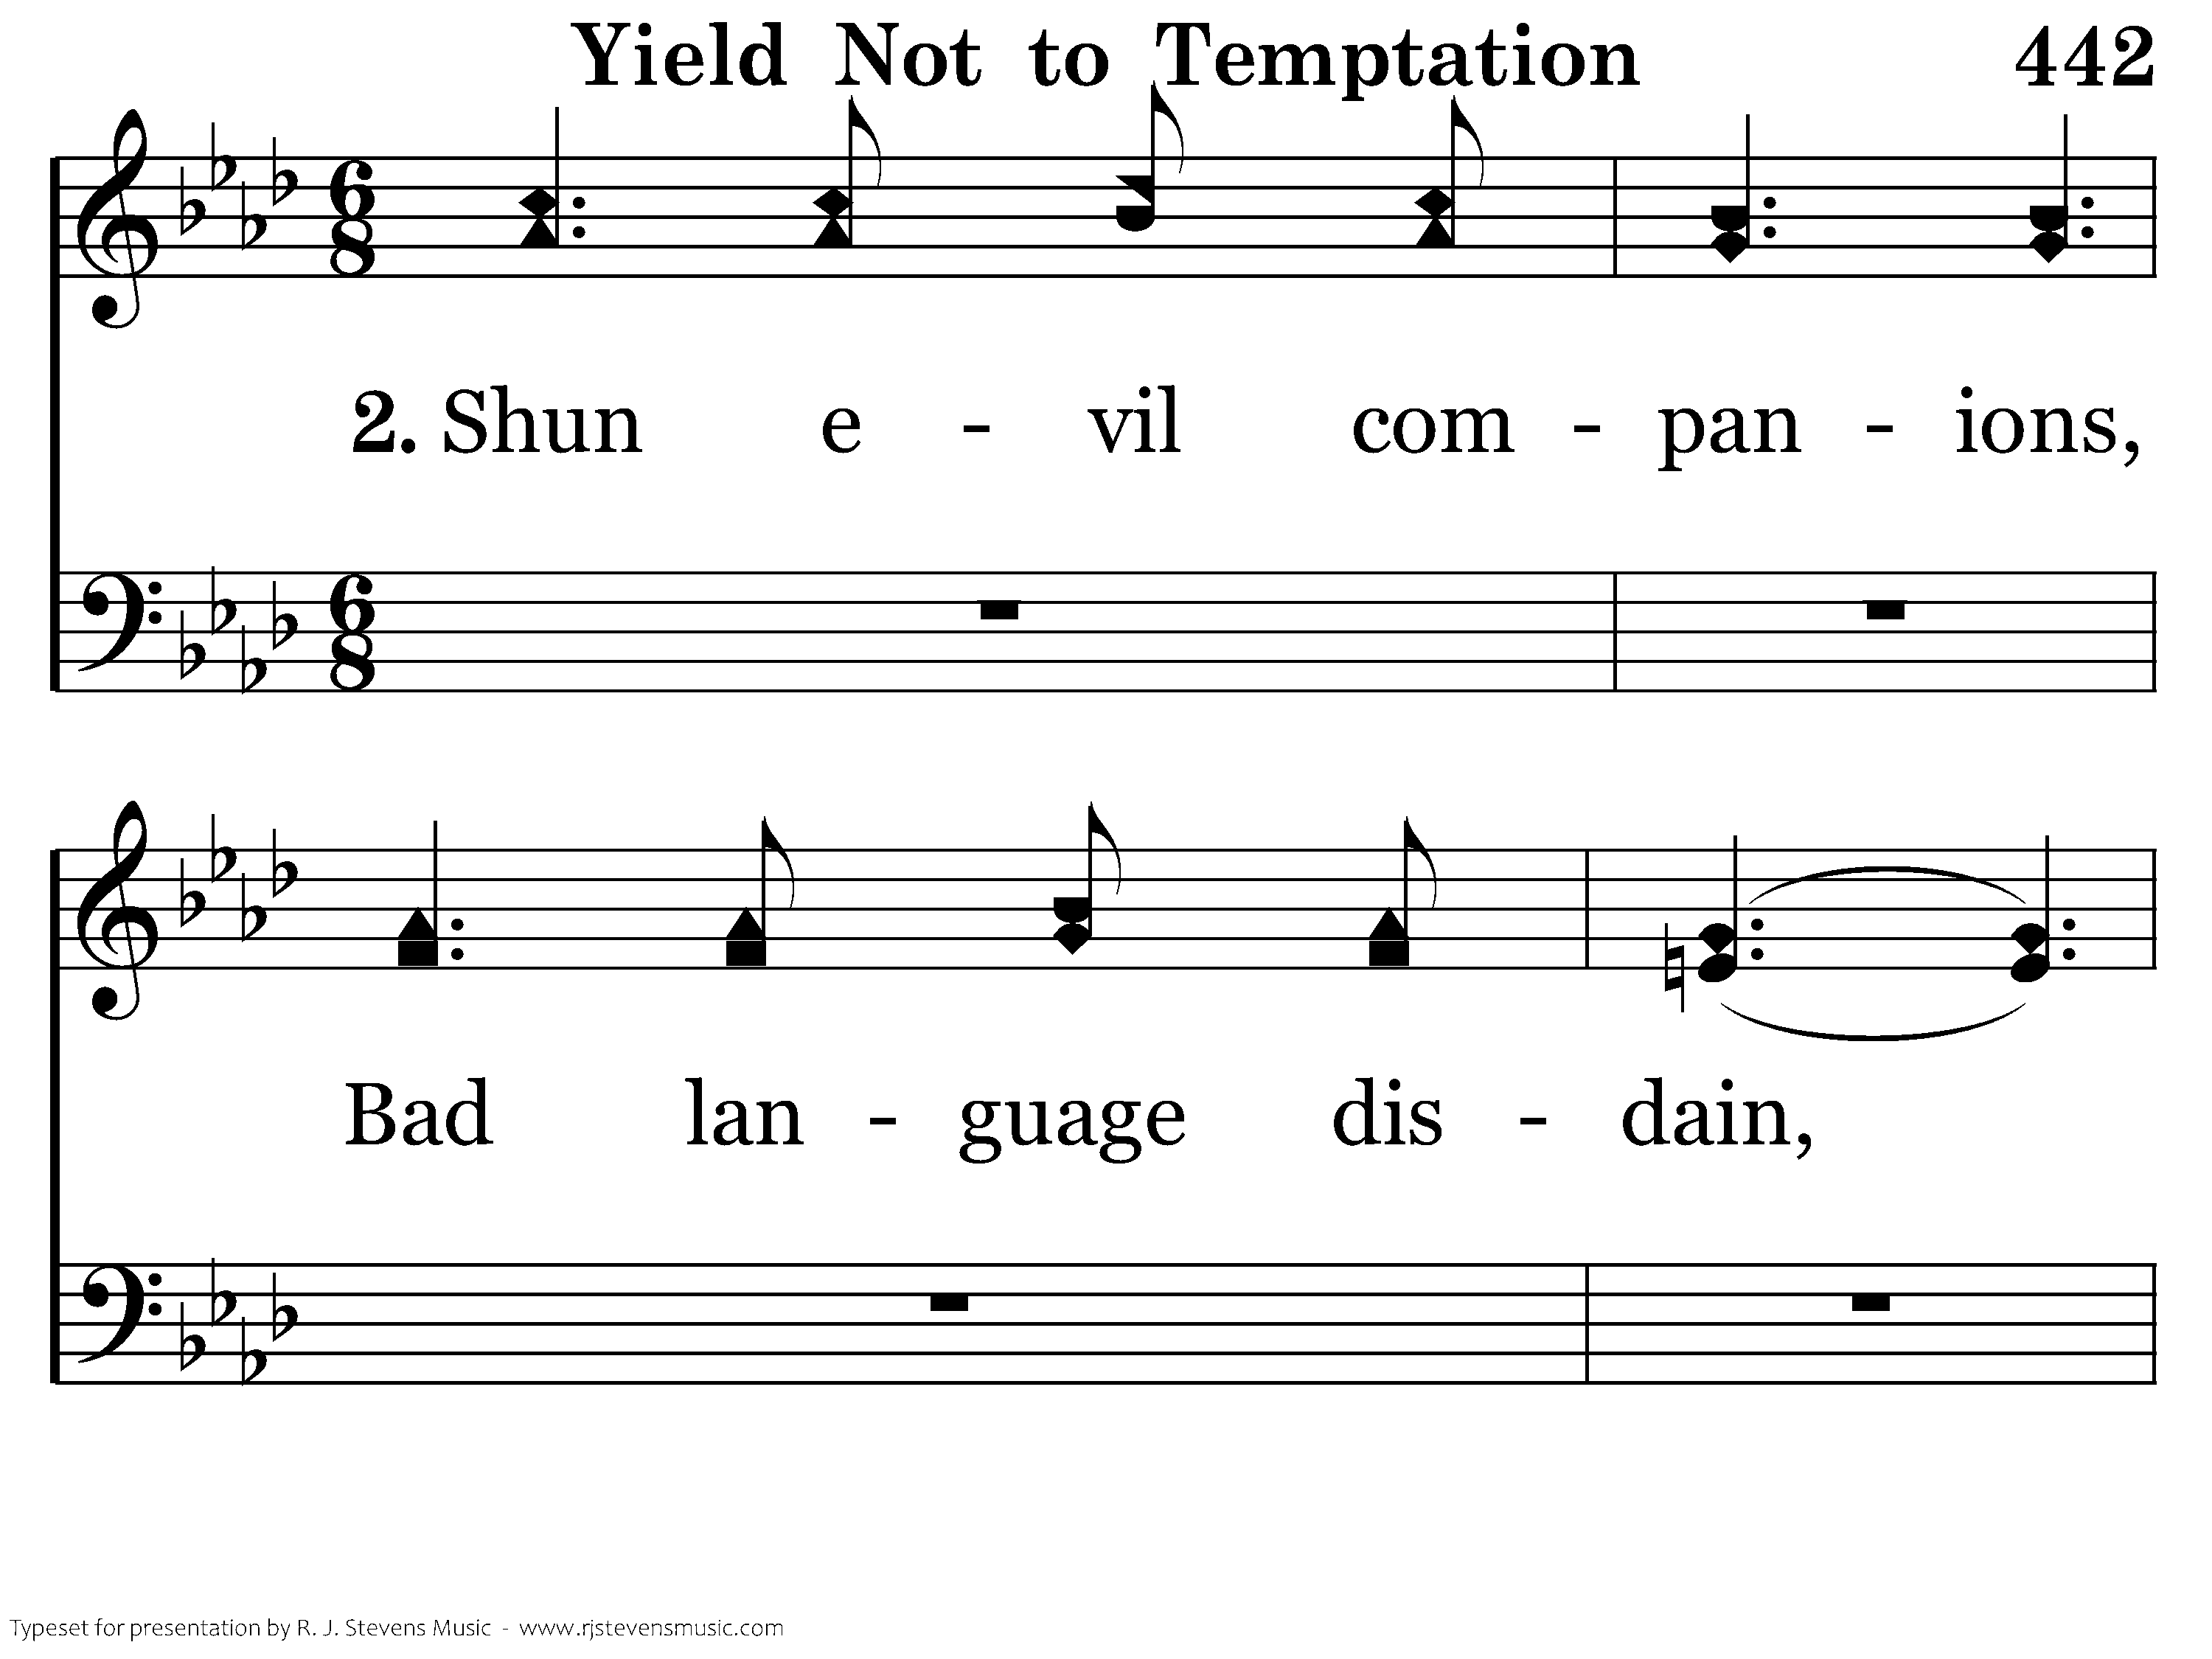 Yield Not to Temptation 442
2. Shun e - vil com - pan - ions,
Bad lan - guage dis - dain,
Typeset for presentation by R. J. Stevens Music - www.rjstevensmusic.com